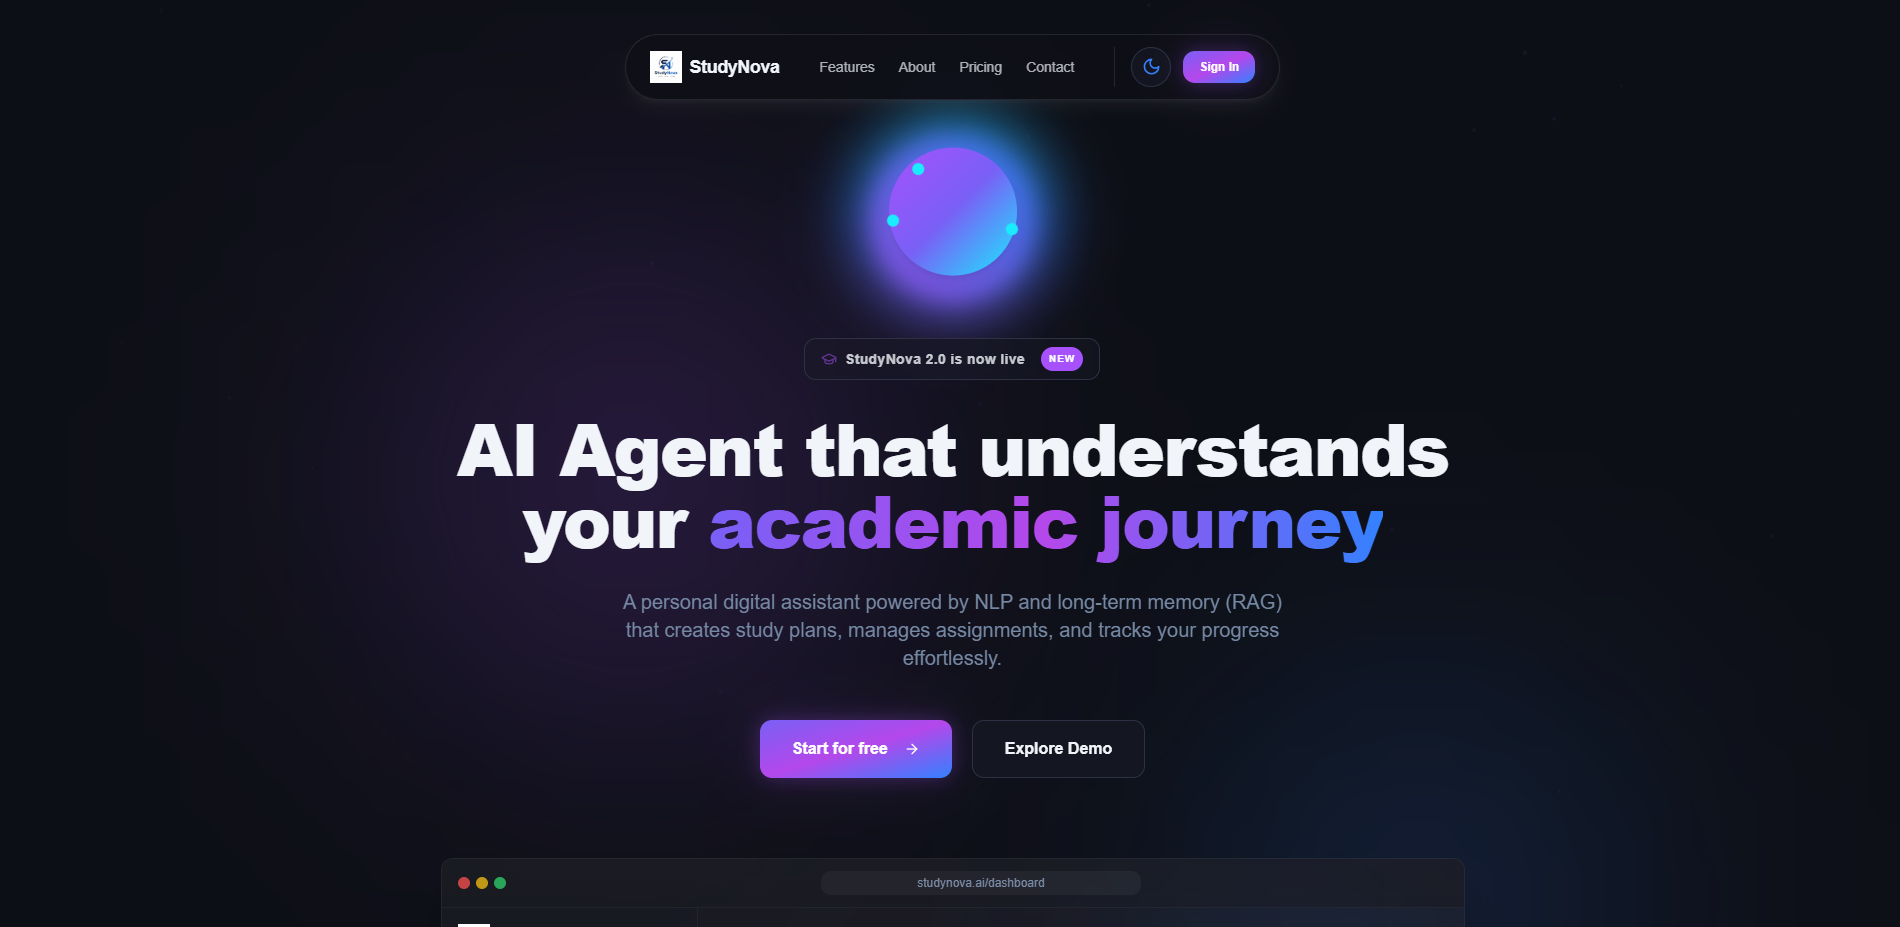 StudyNova
StudyNova
Features
About
Pricing
Contact
Sign In
StudyNova 2.0 is now live
NEW
AI Agent that understands
your academic journey
A personal digital assistant powered by NLP and long-term memory (RAG)
that creates study plans, manages assignments, and tracks your progress
effortlessly.
Start for free
Explore Demo
studynova.ai/dashboard